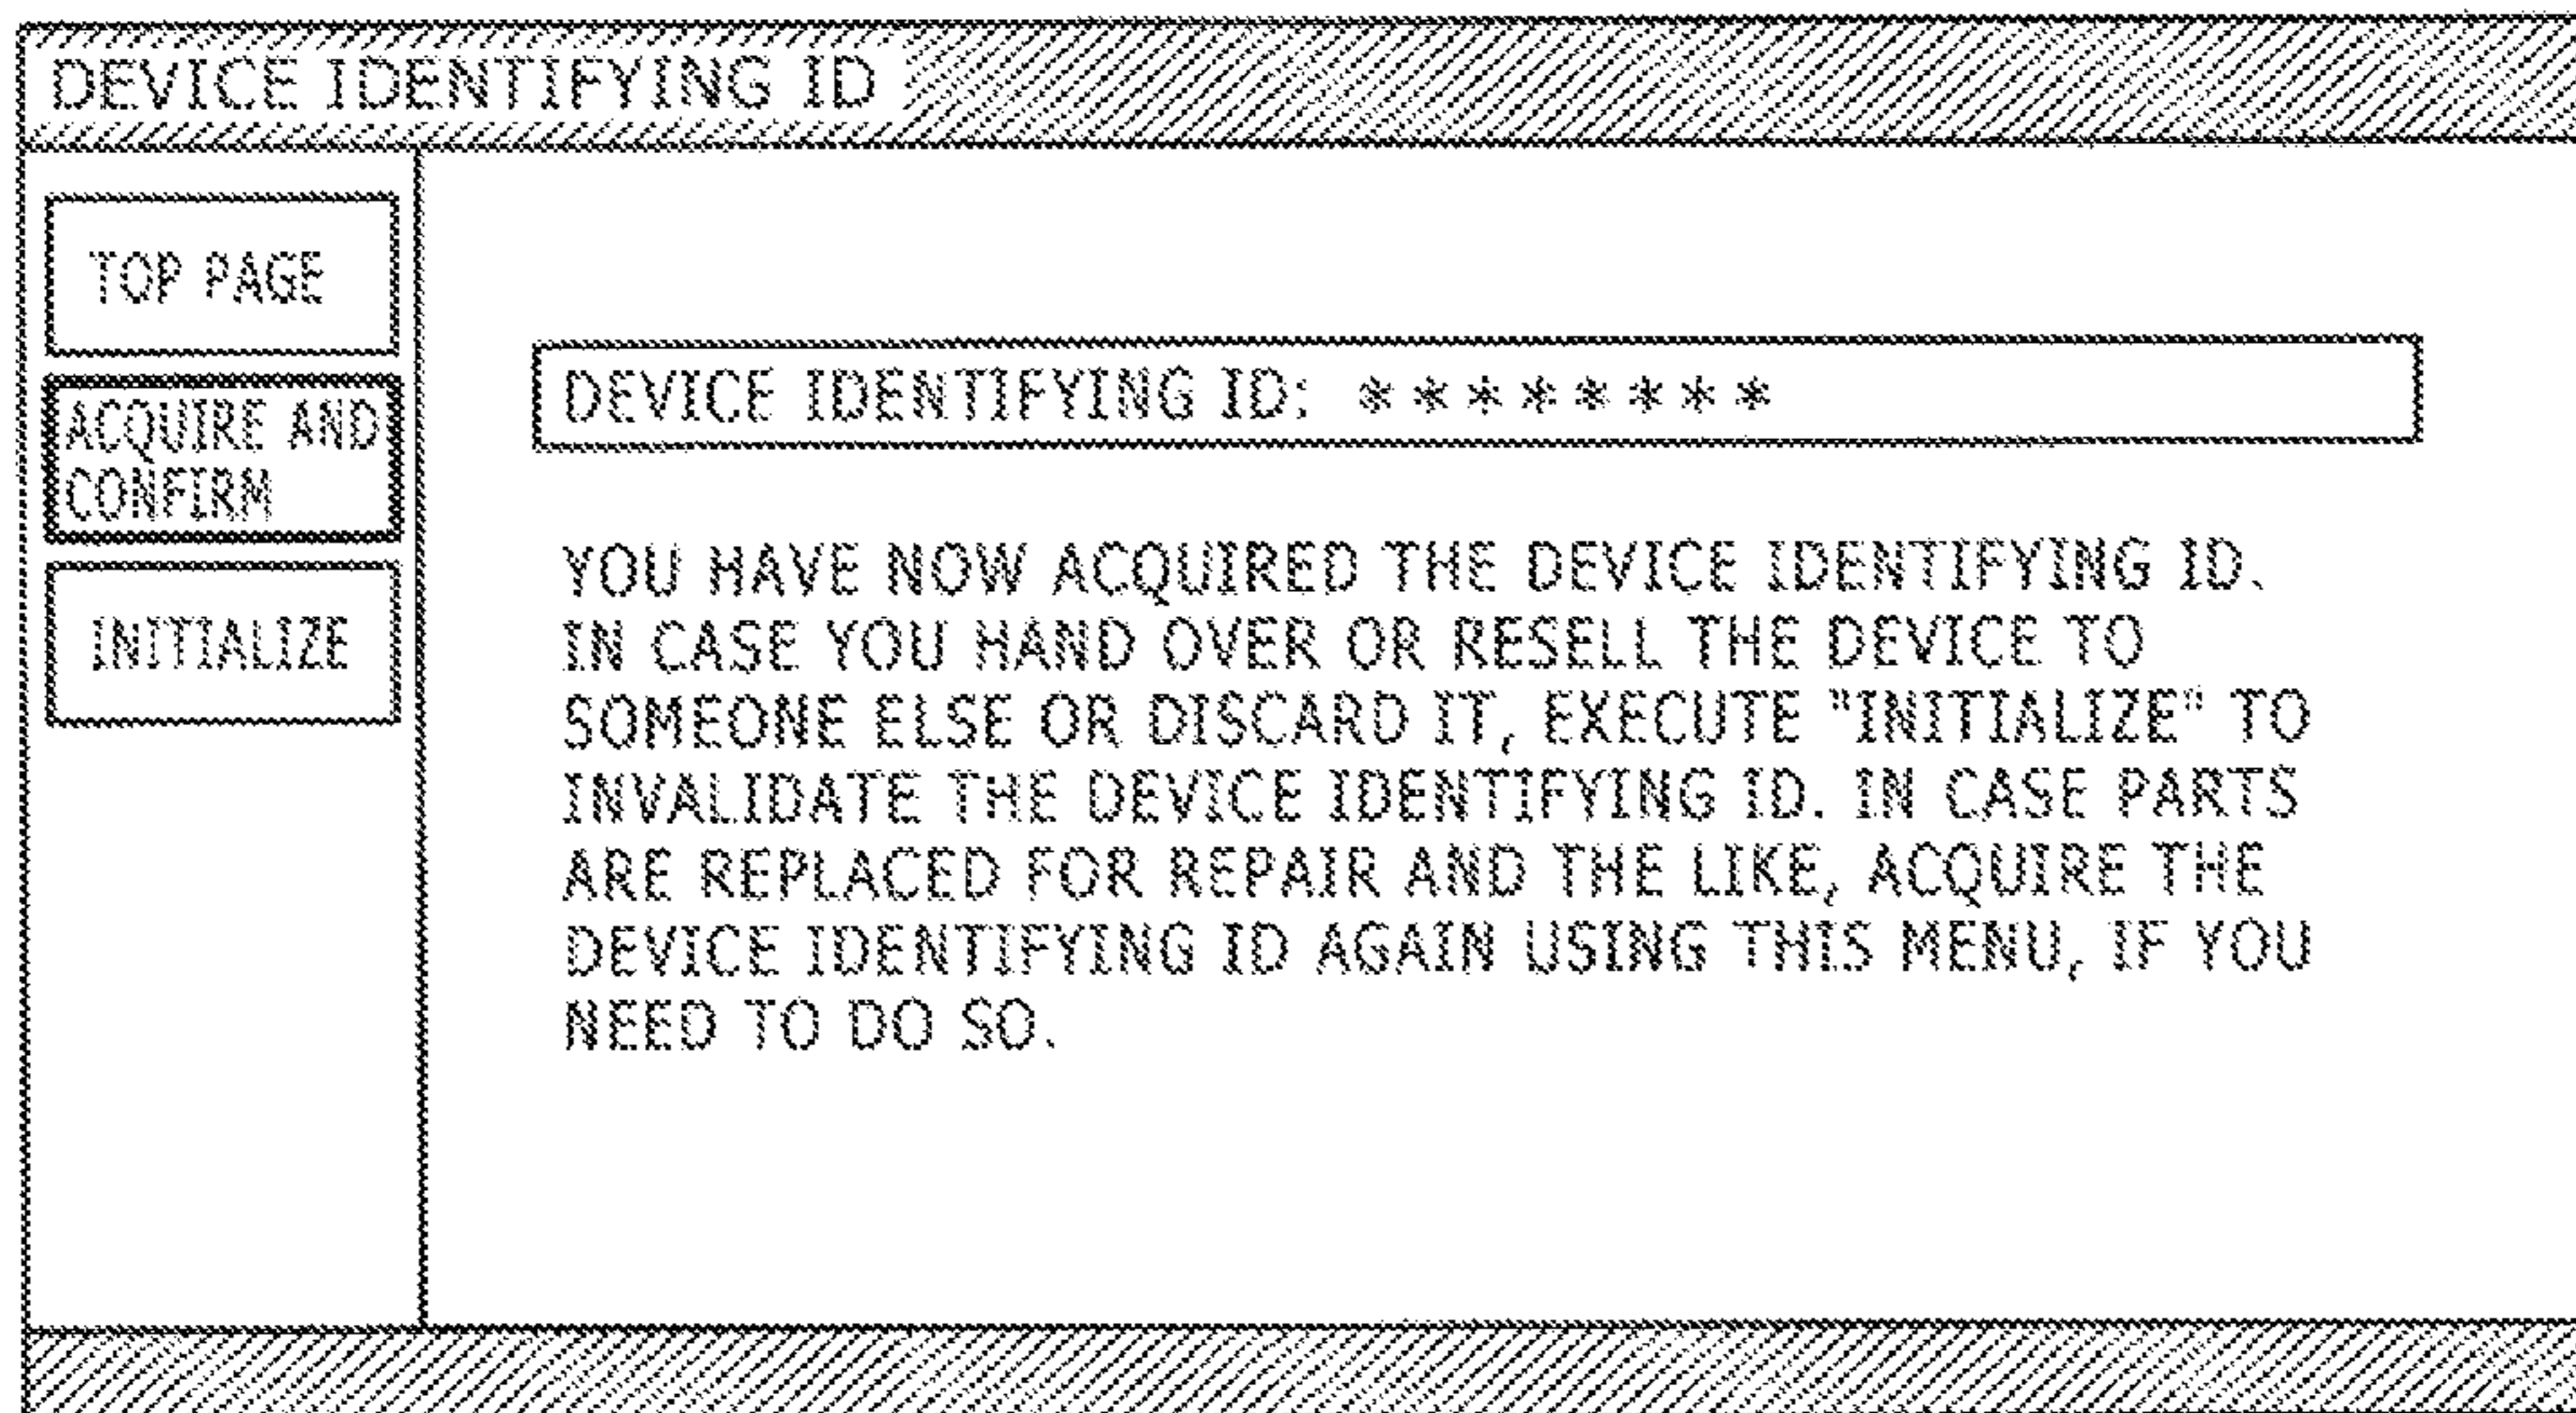 DEVICE IDENTIFYING ID
TOP PAGE
ACQUIRE AND
CONFIRM
INITIALIZE
DEVICE IDENTIFYING ID: ********
YOU HAVE NOW ACQUIRED THE DEVICE IDENTIFYING ID.
IN CASE YOU HAND OVER OR RESELL THE DEVICE TO
SOMEONE ELSE OR DISCARD IT, EXECUTE "INITIALIZE" TO
INVALIDATE THE DEVICE IDENTIFYING ID. IN CASE PARTS
ARE REPLACED FOR REPAIR AND THE LIKE, ACQUIRE THE
DEVICE IDENTIFYING ID AGAIN USING THIS MENU, IF YOU
NEED TO DO SO.